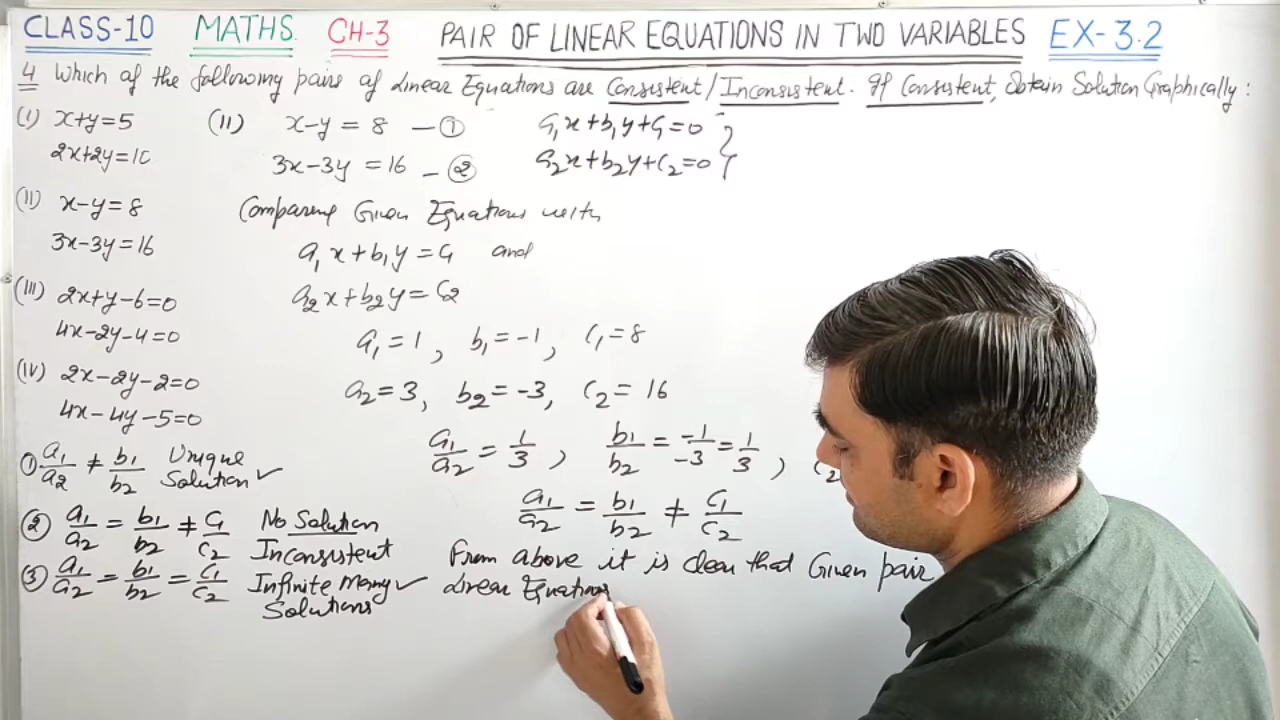 CLASS-10 MATHS. CH-3 PAIR OF LINEAR EQUATIONS IN TWO VARIABLES EX-3.2
4 Which of the following pairs of Linear Equations are Consistent/Inconsistent. If Consistent, Obtain Solution Graphically:
(I) x+y=5
2x+2y=10
(II) x-y=8
3x-3y=16
(III) 2x+y-6=0
4x-2y-4=0
(IV) 2x-2y-2=0
4x-4y-5=0
① a1/a2 ≠ b1/b2 Unique Solution ✓
② a1/a2 = b1/b2 ≠ c1/c2 No Solution Inconsistent
③ a1/a2 = b1/b2 = c1/c2 Infinite Many Solutions ✓
(II) x-y = 8 — ①
3x-3y = 16 — ②
a1x+b1y+c1=0
a2x+b2y+c2=0 }
Comparing Given Equations with
a1x+b1y = c1 and
a2x+b2y = c2
a1 = 1, b1 = -1, c1 = 8
a2 = 3, b2 = -3, c2 = 16
a1/a2 = 1/3, b1/b2 = -1/-3 = 1/3,
a1/a2 = b1/b2 ≠ c1/c2
From above it is clear that Given pair
Linear Equations